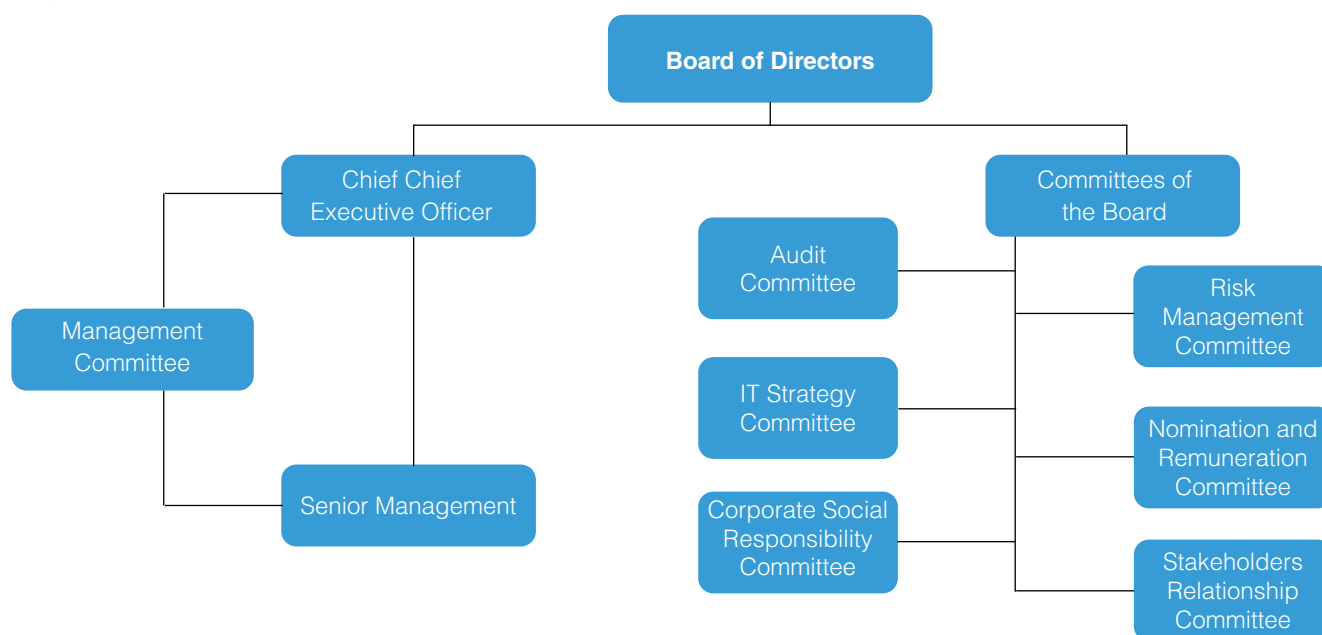 Board of Directors
Chief Chief
Executive Officer
Committees of
the Board
Audit
Committee
Risk
Management
Committee
Management
Committee
IT Strategy
Committee
Nomination and
Remuneration
Committee
Senior Management
Corporate Social
Responsibility
Committee
Stakeholders
Relationship
Committee